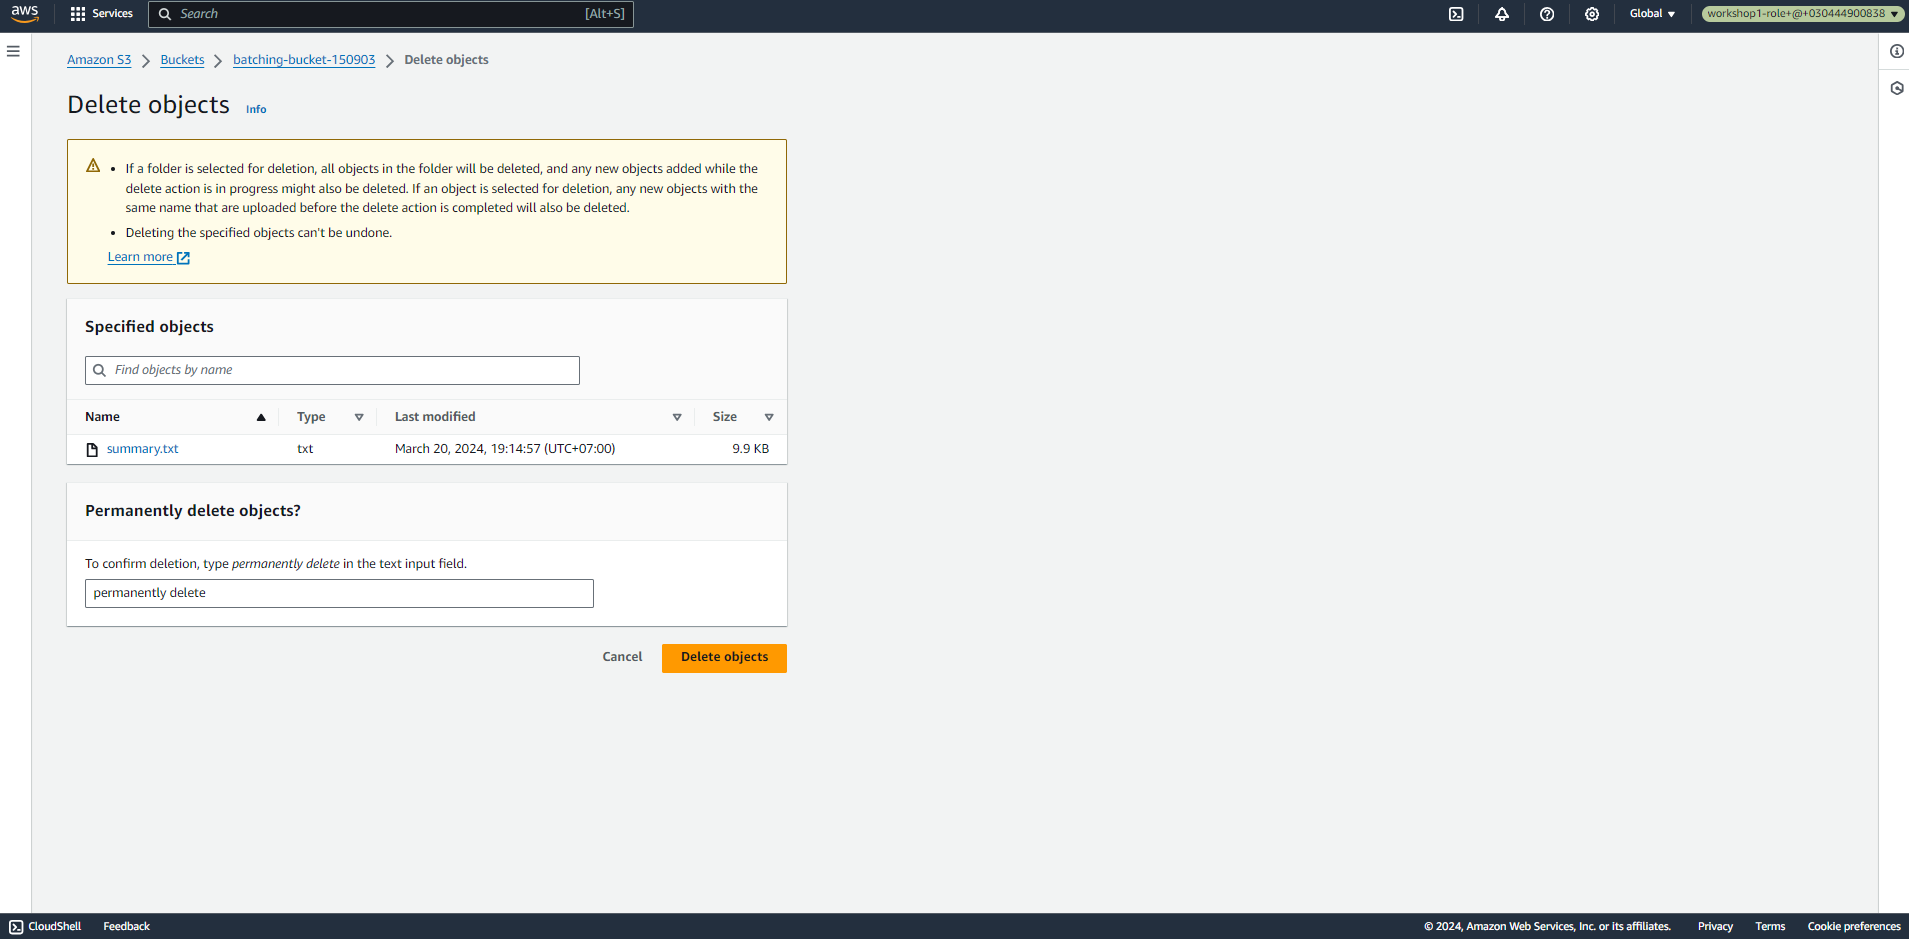 aws Services Search [Alt+S] Global workshop1-role+@+030444900838
Amazon S3 Buckets batching-bucket-150903 Delete objects
Delete objects Info
If a folder is selected for deletion, all objects in the folder will be deleted, and any new objects added while the
delete action is in progress might also be deleted. If an object is selected for deletion, any new objects with the
same name that are uploaded before the delete action is completed will also be deleted.
Deleting the specified objects can't be undone.
Learn more
Specified objects
Find objects by name
Name Type Last modified Size
summary.txt txt March 20, 2024, 19:14:57 (UTC+07:00) 9.9 KB
Permanently delete objects?
To confirm deletion, type permanently delete in the text input field.
permanently delete
Cancel Delete objects
CloudShell Feedback © 2024, Amazon Web Services, Inc. or its affiliates. Privacy Terms Cookie preferences